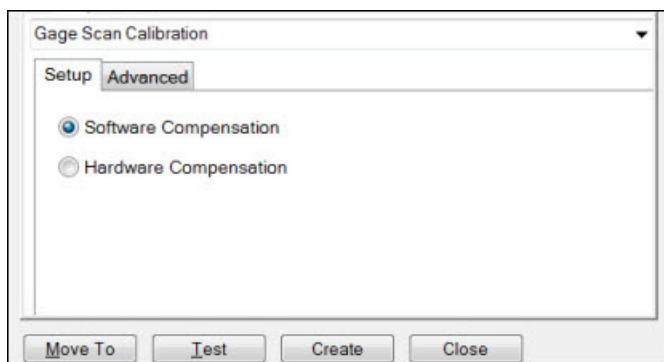 Gage Scan Calibration
Setup Advanced
Software Compensation
Hardware Compensation
Move To Test Create Close